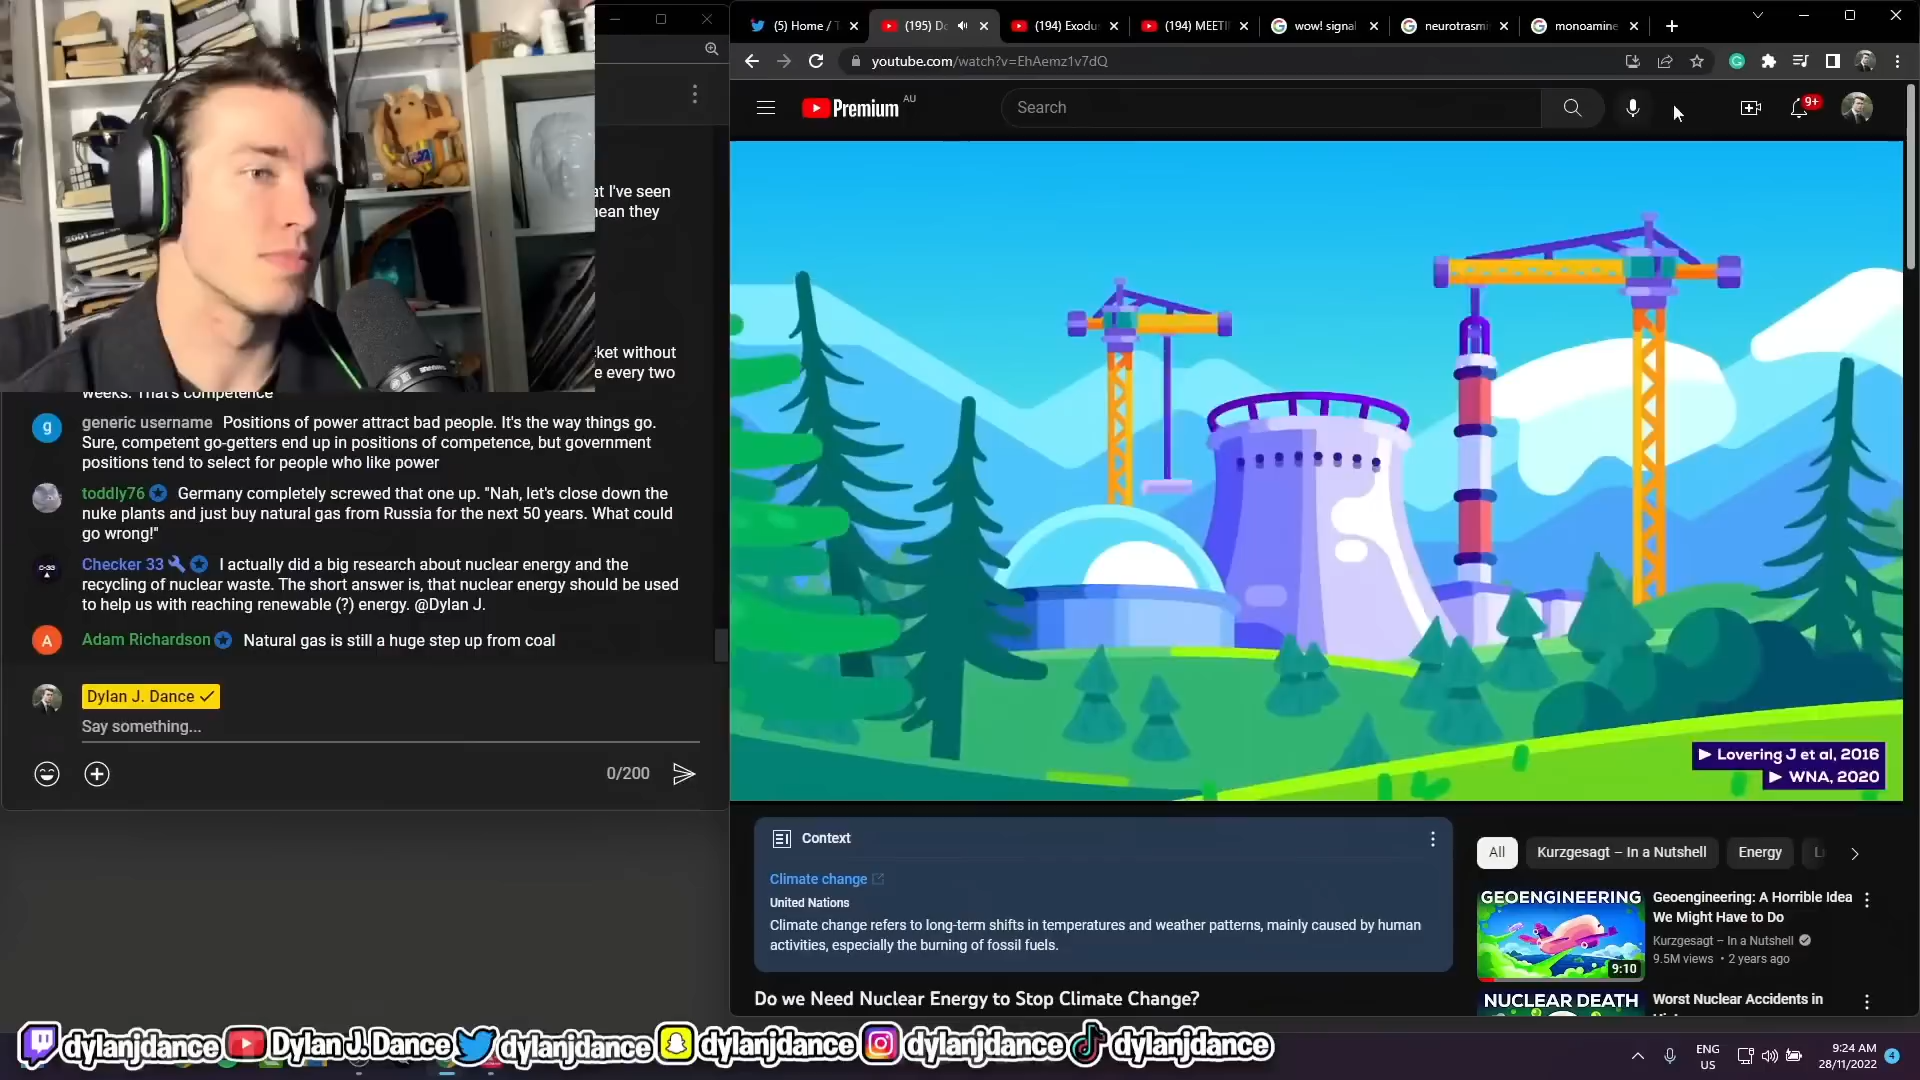 (5) Home / T
(195) Do
(194) Exodu
(194) MEETI
wow! signal
neurotrasmi
monoamine
youtube.com/watch?v=EhAemz1v7dQ
Premium AU
Search
9+
at I've seen
nean they
cket without
e every two
weeks. That's competence
generic username Positions of power attract bad people. It's the way things go.
Sure, competent go-getters end up in positions of competence, but government
positions tend to select for people who like power
toddly76 Germany completely screwed that one up. "Nah, let's close down the
nuke plants and just buy natural gas from Russia for the next 50 years. What could
go wrong!"
Checker 33 I actually did a big research about nuclear energy and the
recycling of nuclear waste. The short answer is, that nuclear energy should be used
to help us with reaching renewable (?) energy. @Dylan J.
Adam Richardson Natural gas is still a huge step up from coal
Dylan J. Dance
Say something...
0/200
Lovering J et al, 2016
WNA, 2020
Context
Climate change
United Nations
Climate change refers to long-term shifts in temperatures and weather patterns, mainly caused by human
activities, especially the burning of fossil fuels.
Do we Need Nuclear Energy to Stop Climate Change?
All
Kurzgesagt – In a Nutshell
Energy
GEOENGINEERING
9:10
Geoengineering: A Horrible Idea
We Might Have to Do
Kurzgesagt – In a Nutshell
9.5M views • 2 years ago
NUCLEAR DEATH
Worst Nuclear Accidents in
dylanjdance
Dylan J. Dance
dylanjdance
dylanjdance
dylanjdance
dylanjdance
ENG
US
9:24 AM
28/11/2022
4